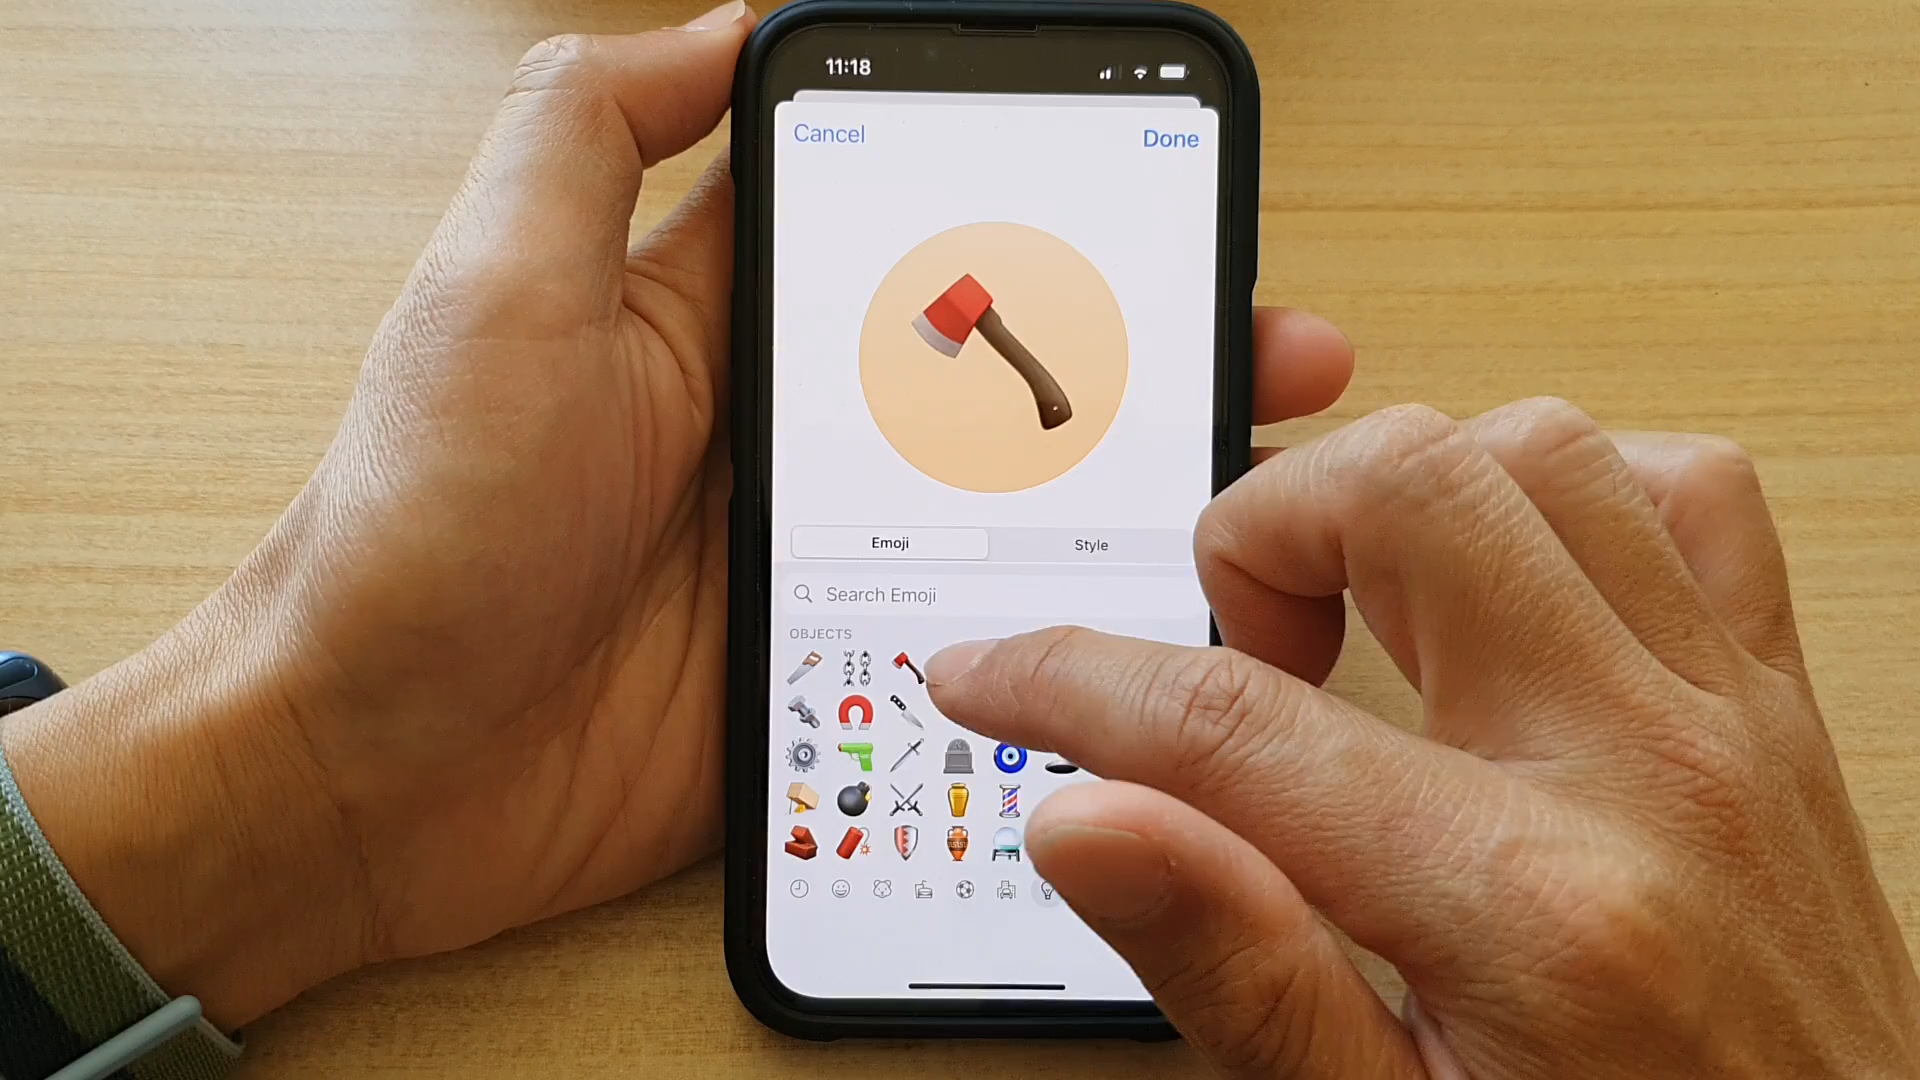 11:18
Cancel
Done
Emoji
Style
Search Emoji
OBJECTS